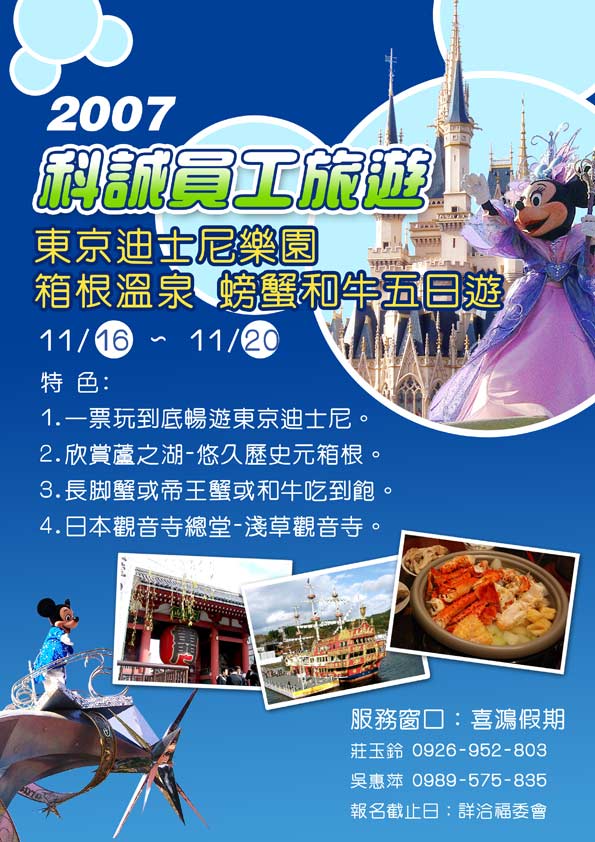 2007
科誠員工旅遊
東京迪士尼樂園
箱根溫泉 螃蟹和牛五日遊
11/16 ~ 11/20
特 色:
1.一票玩到底暢遊東京迪士尼。
2.欣賞蘆之湖-悠久歷史元箱根。
3.長腳蟹或帝王蟹或和牛吃到飽。
4.日本觀音寺總堂-淺草觀音寺。
服務窗口：喜鴻假期
莊玉鈴 0926-952-803
吳惠萍 0989-575-835
報名截止日：詳洽福委會